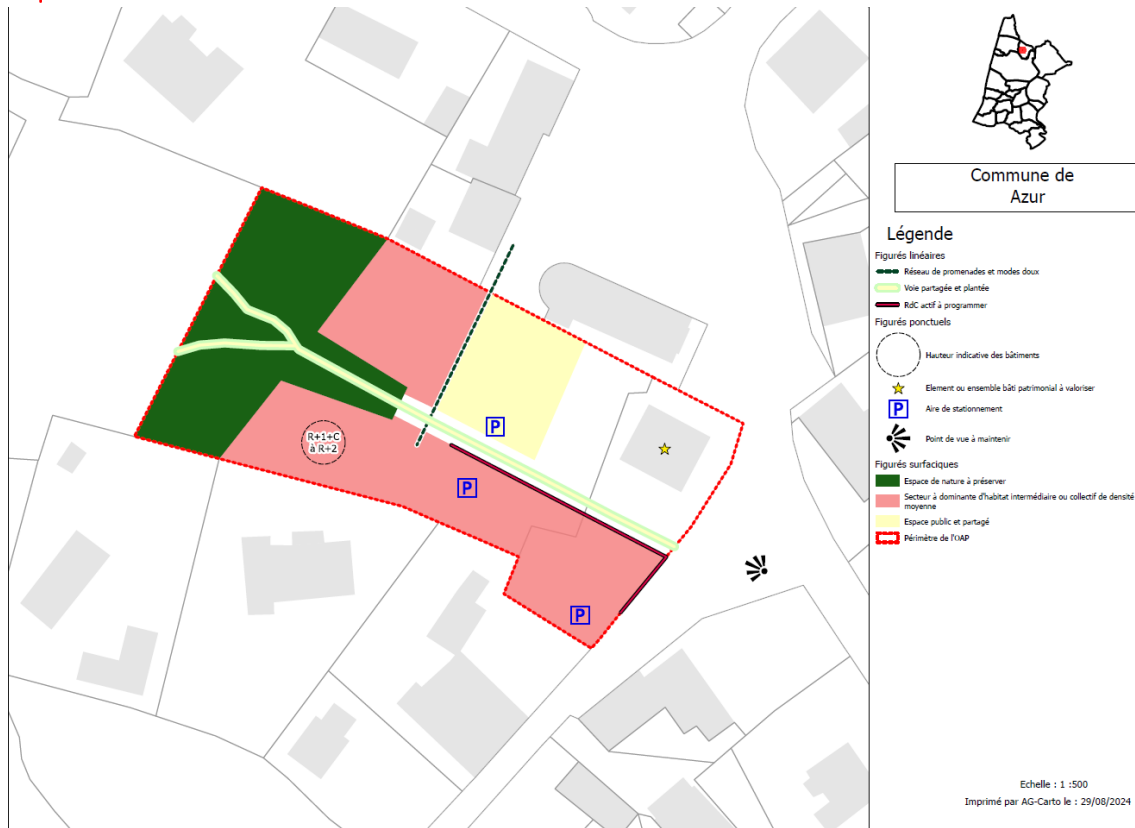 R+1+C
à R+2
P
P
P
Commune de
Azur
Légende
Figurés linéaires
Réseau de promenades et modes doux
Voie partagée et plantée
RdC actif à programmer
Figurés ponctuels
Hauteur indicative des bâtiments
Element ou ensemble bâti patrimonial à valoriser
P
Aire de stationnement
Point de vue à maintenir
Figurés surfaciques
Espace de nature à préserver
Secteur à dominante d'habitat intermédiaire ou collectif de densité
moyenne
Espace public et partagé
Périmètre de l'OAP
Echelle : 1 :500
Imprimé par AG-Carto le : 29/08/2024